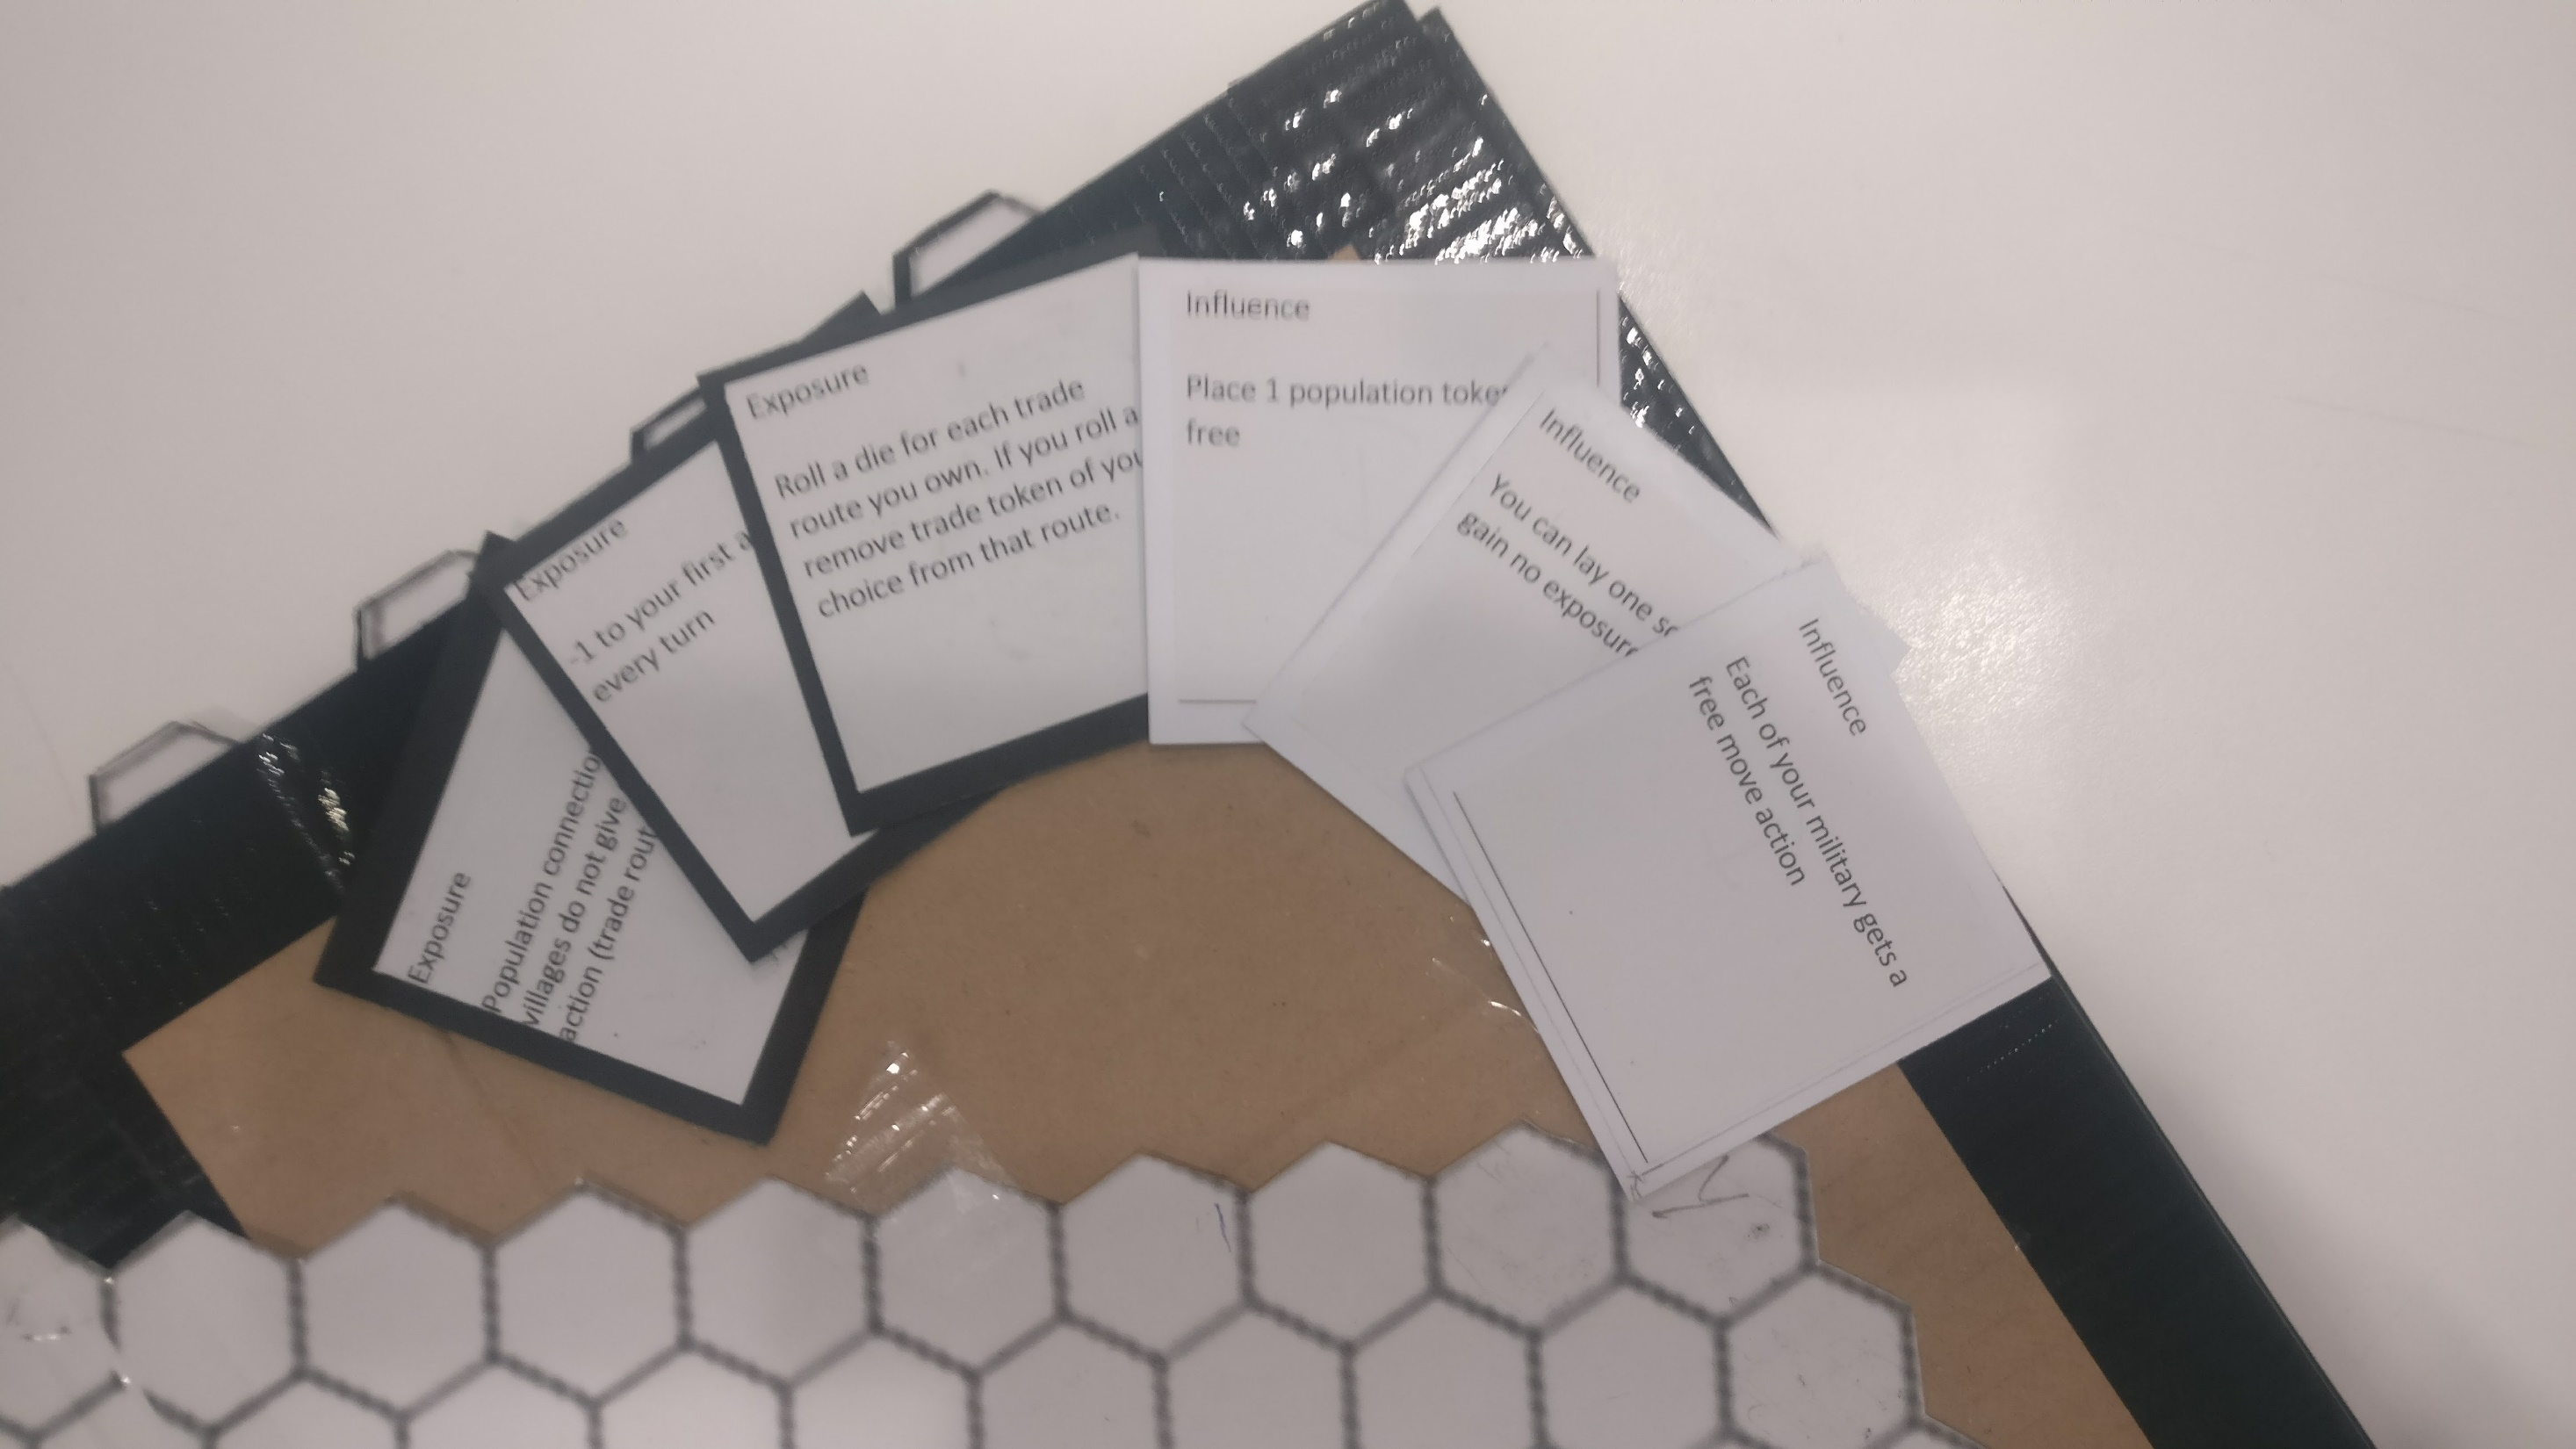 Exposure
Population connectio
villages do not give
action (trade rout
Exposure
-1 to your first a
every turn
Exposure
Roll a die for each trade
route you own. If you roll a
remove trade token of you
choice from that route.
Influence
Place 1 population token
free
Influence
You can lay one
gain no exposure
Influence
Each of your military gets a
free move action